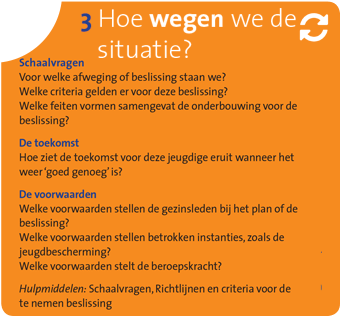 3 Hoe wegen we de
situatie?
Schaalvragen
Voor welke afweging of beslissing staan we?
Welke criteria gelden er voor deze beslissing?
Welke feiten vormen samengevat de onderbouwing voor de
beslissing?
De toekomst
Hoe ziet de toekomst voor deze jeugdige eruit wanneer het
weer ‘goed genoeg’ is?
De voorwaarden
Welke voorwaarden stellen de gezinsleden bij het plan of de
beslissing?
Welke voorwaarden stellen betrokken instanties, zoals de
jeugdbescherming?
Welke voorwaarden stelt de beroepskracht?
Hulpmiddelen: Schaalvragen, Richtlijnen en criteria voor de
te nemen beslissing